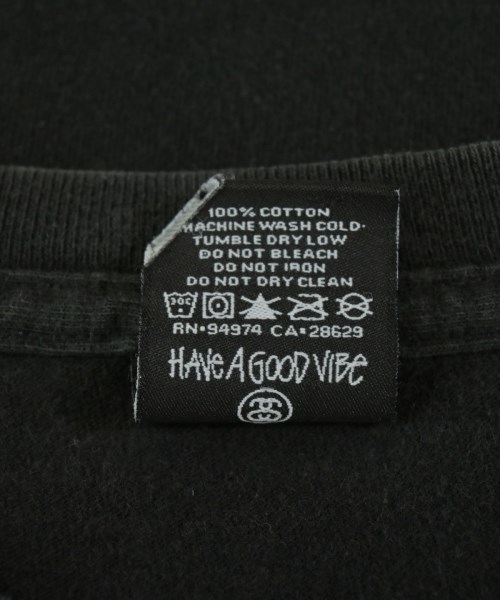 100% COTTON
MACHINE WASH COLD·
TUMBLE DRY LOW
DO NOT BLEACH
DO NOT IRON
DO NOT DRY CLEAN
30C
RN·94974 CA·28629
HAVE A GOOD VIBE